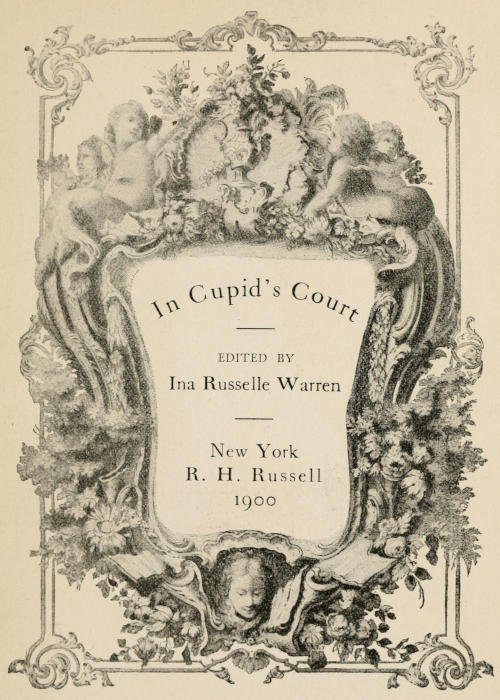 In Cupid's Court
EDITED BY
Ina Russelle Warren
New York
R. H. Russell
1900